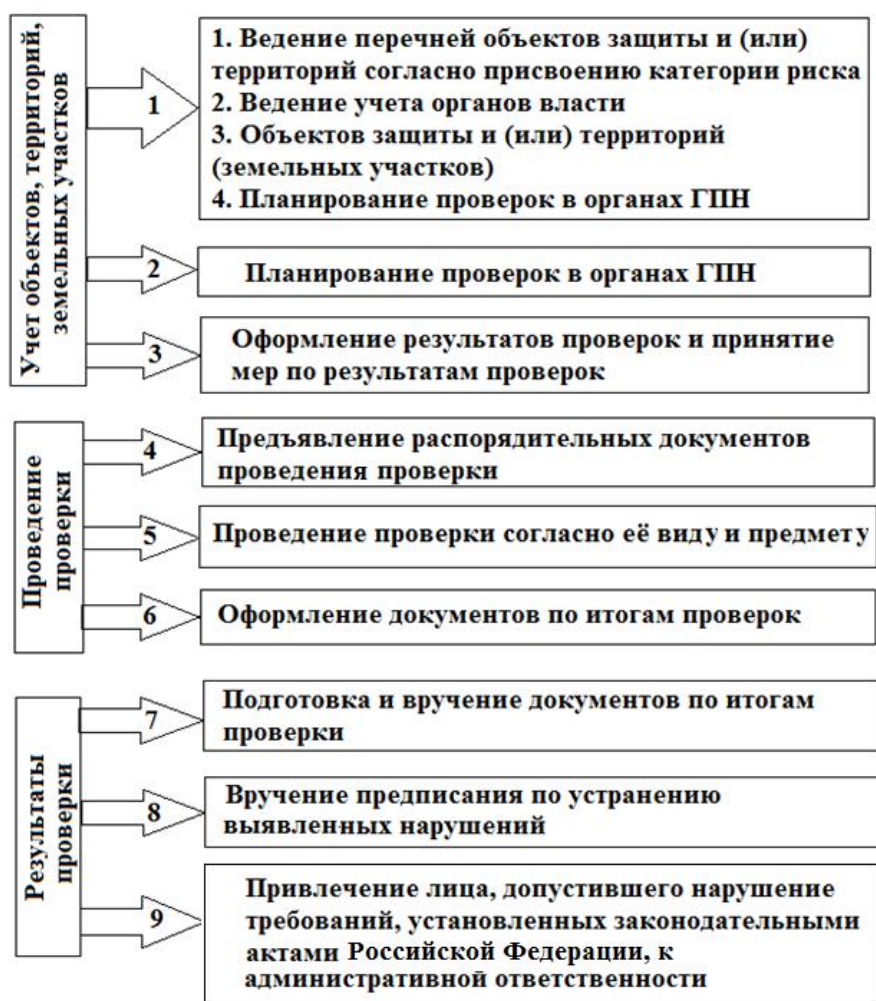 Учет объектов, территорий,
земельных участков
1
1. Ведение перечней объектов защиты и (или)
территорий согласно присвоению категории риска
2. Ведение учета органов власти
3. Объектов защиты и (или) территорий
(земельных участков)
4. Планирование проверок в органах ГПН
2
Планирование проверок в органах ГПН
3
Оформление результатов проверок и принятие
мер по результатам проверок
Проведение
проверки
4
Предъявление распорядительных документов
проведения проверки
5
Проведение проверки согласно её виду и предмету
6
Оформление документов по итогам проверок
Результаты
проверки
7
Подготовка и вручение документов по итогам
проверки
8
Вручение предписания по устранению
выявленных нарушений
9
Привлечение лица, допустившего нарушение
требований, установленных законодательными
актами Российской Федерации, к
административной ответственности